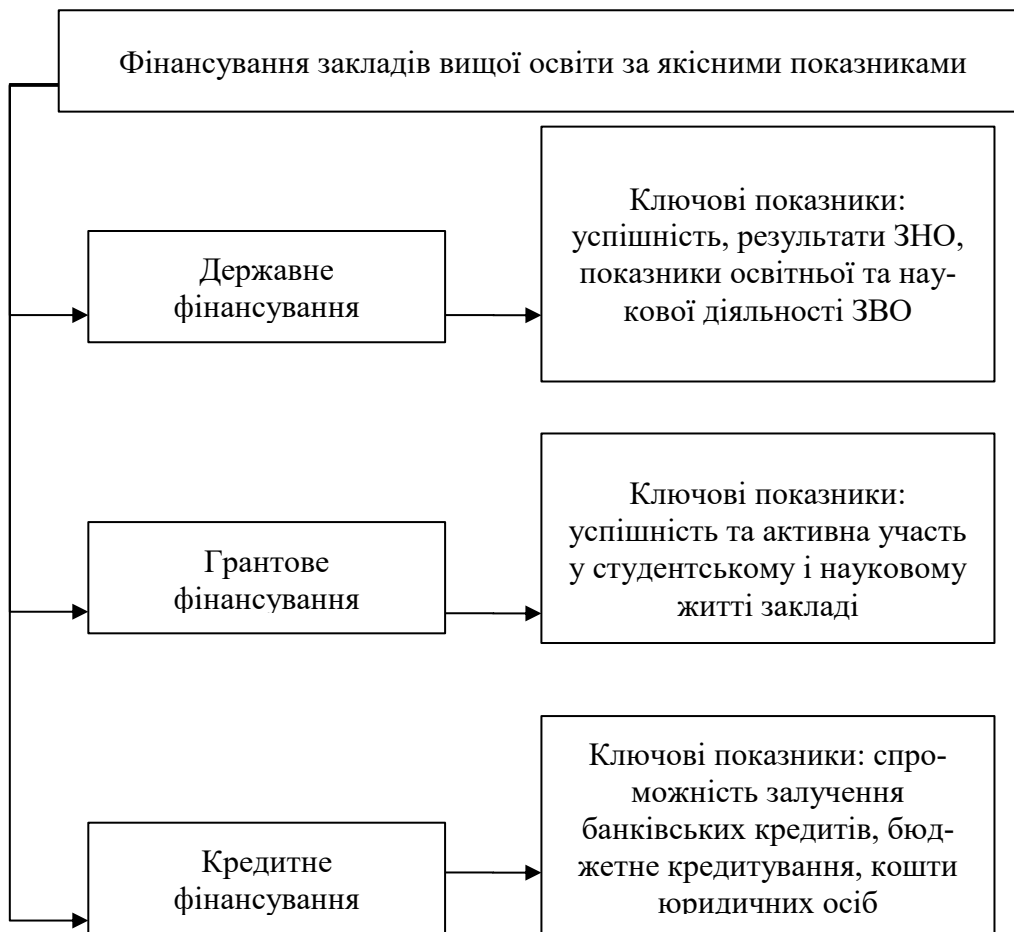 Фінансування закладів вищої освіти за якісними показниками
Державне
фінансування
Ключові показники:
успішність, результати ЗНО,
показники освітньої та нау-
кової діяльності ЗВО
Грантове
фінансування
Ключові показники:
успішність та активна участь
у студентському і науковому
житті закладі
Кредитне
фінансування
Ключові показники: спро-
можність залучення
банківських кредитів, бюд-
жетне кредитування, кошти
юридичних осіб